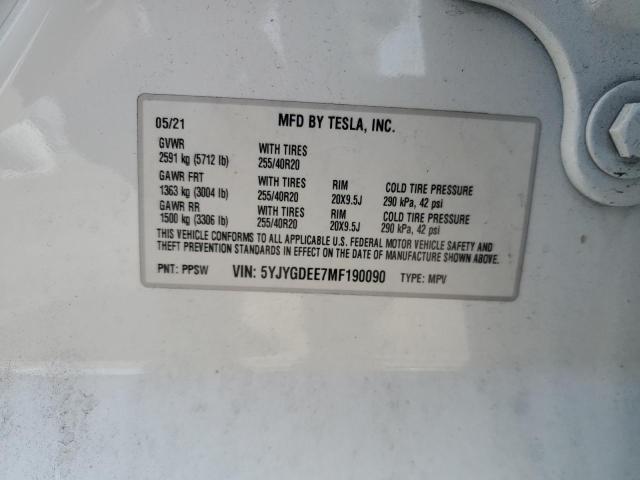 05/21 MFD BY TESLA, INC.
GVWR WITH TIRES
2591 kg (5712 lb) 255/40R20
GAWR FRT WITH TIRES RIM COLD TIRE PRESSURE
1363 kg (3004 lb) 255/40R20 20X9.5J 290 kPa, 42 psi
GAWR RR WITH TIRES RIM COLD TIRE PRESSURE
1500 kg (3306 lb) 255/40R20 20X9.5J 290 kPa, 42 psi
THIS VEHICLE CONFORMS TO ALL APPLICABLE U.S. FEDERAL MOTOR VEHICLE SAFETY AND
THEFT PREVENTION STANDARDS IN EFFECT ON THE DATE OF MANUFACTURE SHOWN ABOVE.
PNT: PPSW VIN: 5YJYGDEE7MF190090 TYPE: MPV